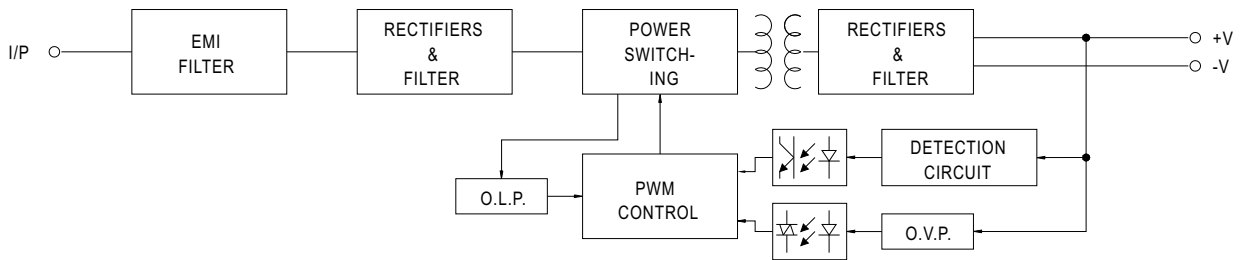 I/P
EMI
FILTER
RECTIFIERS
&
FILTER
POWER
SWITCH-
ING
RECTIFIERS
&
FILTER
+V
-V
O.L.P.
PWM
CONTROL
DETECTION
CIRCUIT
O.V.P.